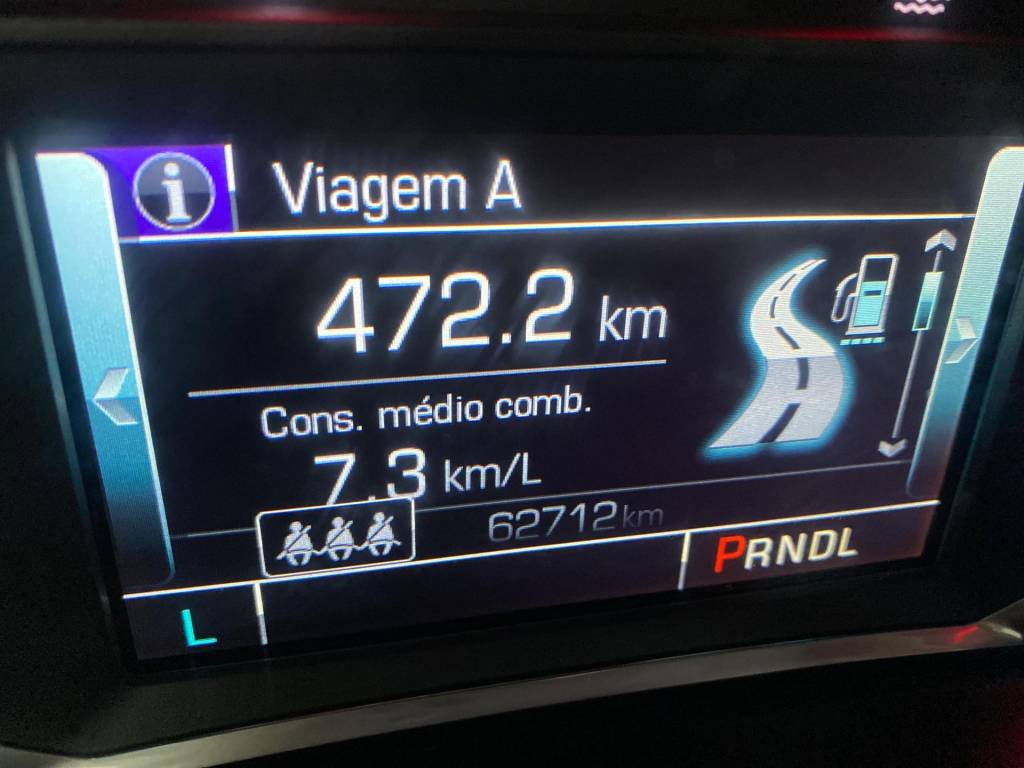 i Viagem A
472.2 km
Cons. médio comb.
7.3 km/L
62712 km
PRNDL
L